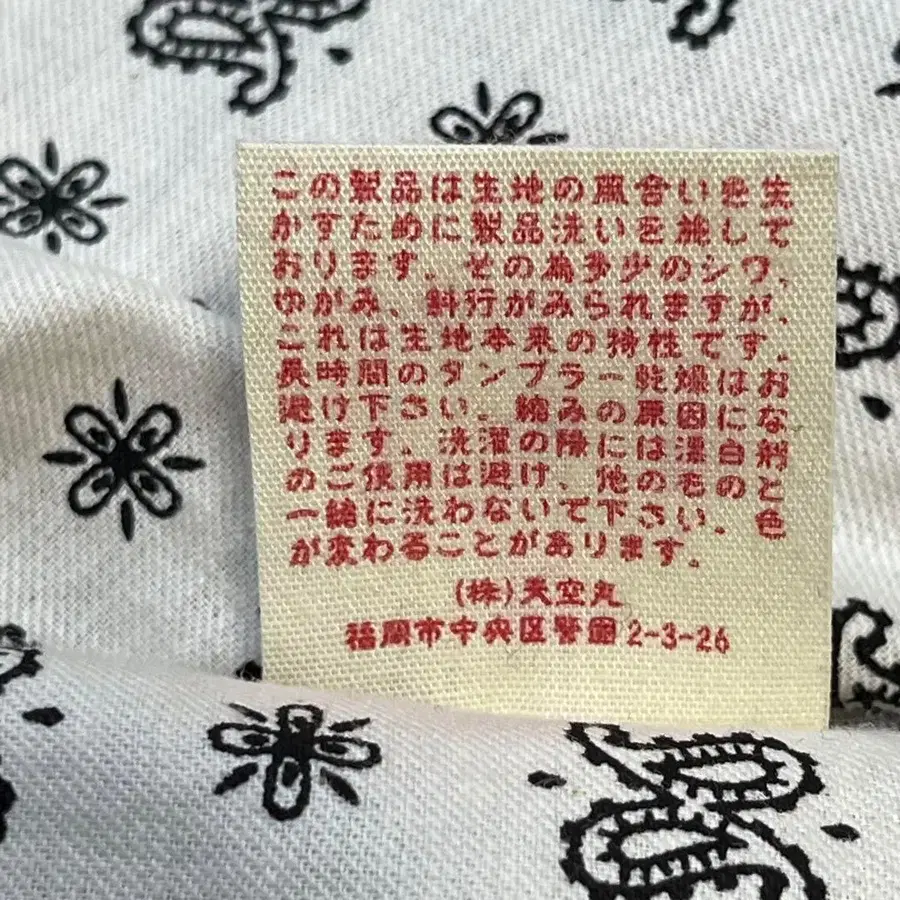 この製品は生地の風合いを生
かすために製品洗いを施して
おります。その為多少のシワ、
ゆがみ、斜行がみられますが、
これは生地本来の特性です。
長時間のタンブラー乾燥はお
避け下さい。縮みの原因にな
ります。洗濯の際には漂白剤
のご使用は避け、他のものと
一緒に洗わないで下さい。色
が変わることがあります。
(株)天空丸
福岡市中央区警固2-3-26